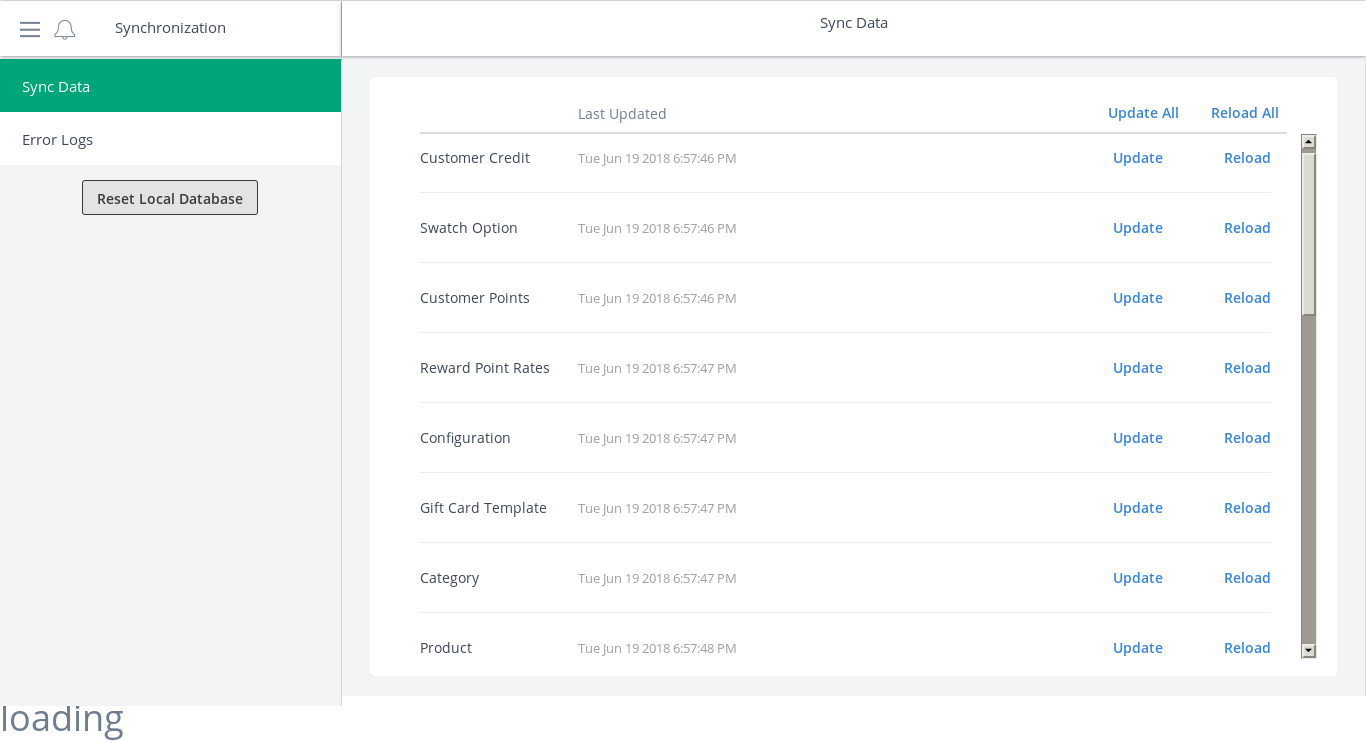 Synchronization
Sync Data
Sync Data
Error Logs
Reset Local Database
Last Updated Update All Reload All
Customer Credit Tue Jun 19 2018 6:57:46 PM Update Reload
Swatch Option Tue Jun 19 2018 6:57:46 PM Update Reload
Customer Points Tue Jun 19 2018 6:57:46 PM Update Reload
Reward Point Rates Tue Jun 19 2018 6:57:47 PM Update Reload
Configuration Tue Jun 19 2018 6:57:47 PM Update Reload
Gift Card Template Tue Jun 19 2018 6:57:47 PM Update Reload
Category Tue Jun 19 2018 6:57:47 PM Update Reload
Product Tue Jun 19 2018 6:57:48 PM Update Reload
loading